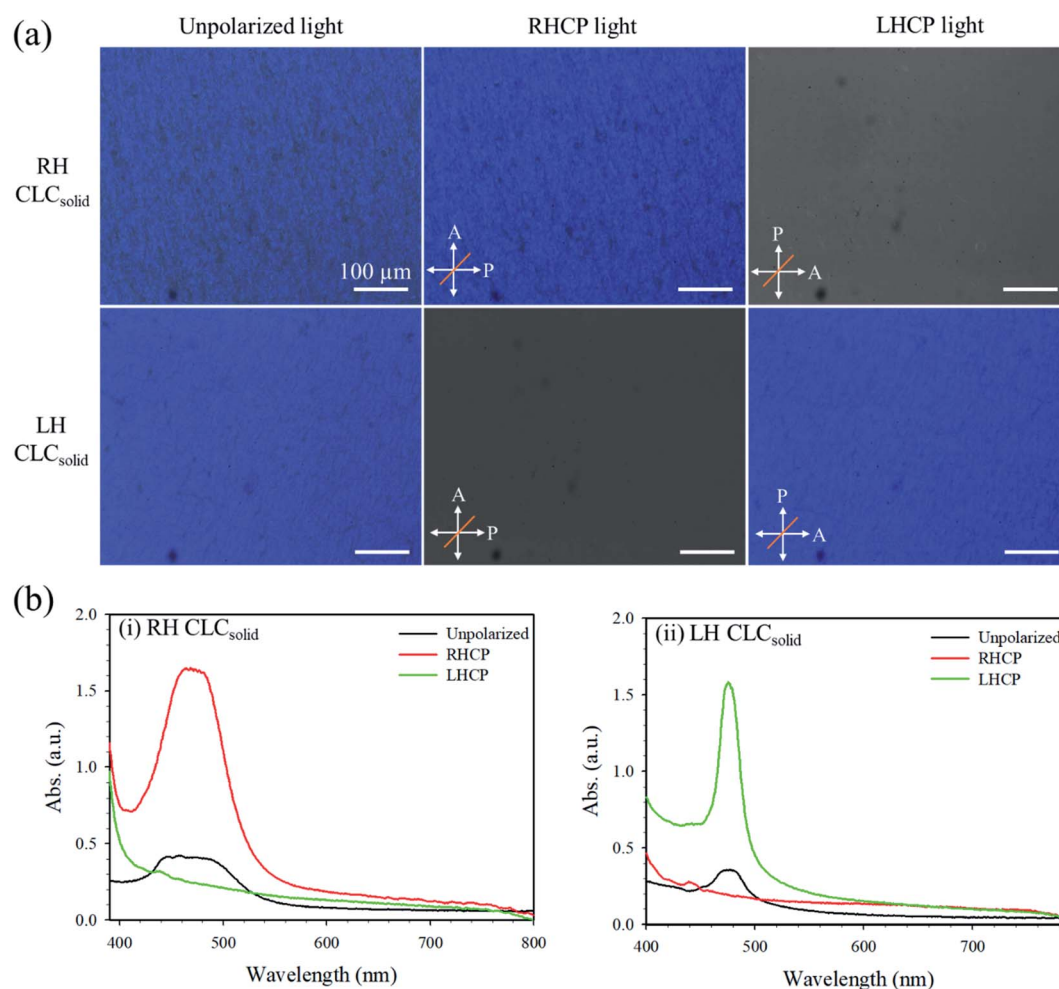 (a)
Unpolarized light
RHCP light
LHCP light
RH
CLCsolid
100 µm
A
P
P
A
LH
CLCsolid
A
P
P
A
(b)
(i) RH CLCsolid
Unpolarized
RHCP
LHCP
2.0
1.5
1.0
0.5
0.0
Abs. (a.u.)
400
500
600
700
800
Wavelength (nm)
(ii) LH CLCsolid
Unpolarized
RHCP
LHCP
2.0
1.5
1.0
0.5
0.0
Abs. (a.u.)
400
500
600
700
Wavelength (nm)